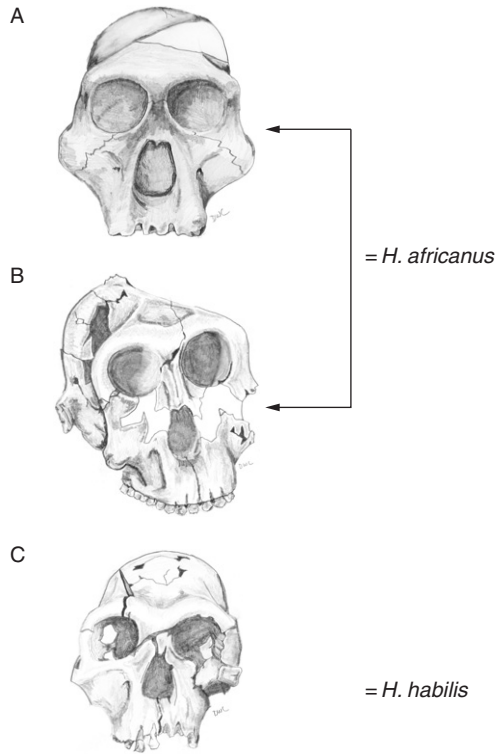 A
= H. africanus
B
C
= H. habilis